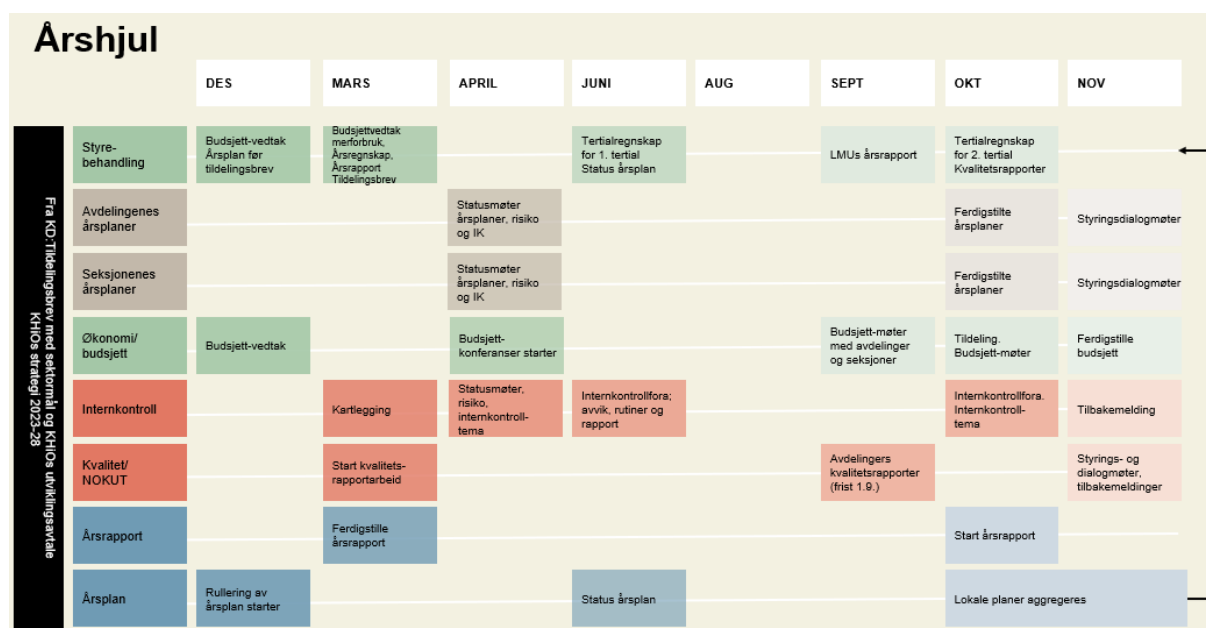 Årshjul
DES
MARS
APRIL
JUNI
AUG
SEPT
OKT
NOV
Fra KD:Tildelingsbrev med sektormål og KHiOs utviklingsavtale
KHiOs strategi 2023-28
Styre-
behandling
Budsjett-vedtak
Årsplan før
tildelingsbrev
Budsjettvedtak
merforbruk,
Årsregnskap,
Årsrapport
Tildelingsbrev
Tertialregnskap
for 1. tertial
Status årsplan
LMUs årsrapport
Tertialregnskap
for 2. tertial
Kvalitetsrapporter
Avdelingenes
årsplaner
Statusmøter
årsplaner, risiko
og IK
Ferdigstilte
årsplaner
Styringsdialogmøter
Seksjonenes
årsplaner
Statusmøter
årsplaner, risiko
og IK
Ferdigstilte
årsplaner
Styringsdialogmøter
Økonomi/
budsjett
Budsjett-vedtak
Budsjett-
konferanser starter
Budsjett-møter
med avdelinger
og seksjoner
Tildeling.
Budsjett-møter
Ferdigstille
budsjett
Internkontroll
Kartlegging
Statusmøter,
risiko,
internkontroll-
tema
Internkontrollfora;
avvik, rutiner og
rapport
Internkontrollfora.
Internkontroll-
tema
Tilbakemelding
Kvalitet/
NOKUT
Start kvalitets-
rapportarbeid
Avdelingers
kvalitetsrapporter
(frist 1.9.)
Styrings- og
dialogmøter,
tilbakemeldinger
Årsrapport
Ferdigstille
årsrapport
Start årsrapport
Årsplan
Rullering av
årsplan starter
Status årsplan
Lokale planer aggregeres